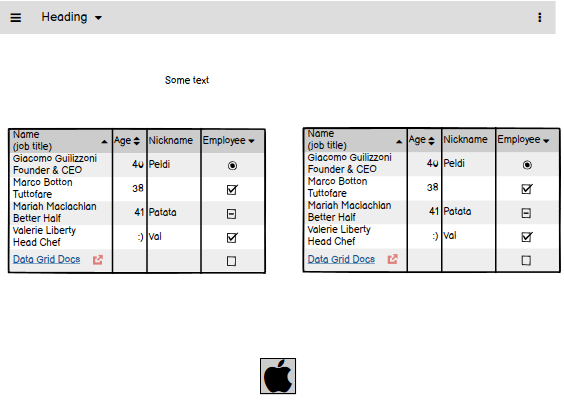 Heading
Some text
Name
(job title) Age Nickname Employee
Giacomo Guilizzoni
Founder & CEO 40 Peldi
Marco Botton
Tuttofare 38
Mariah Maclachlan
Better Half 41 Patata
Valerie Liberty
Head Chef :) Val
Data Grid Docs
Name
(job title) Age Nickname Employee
Giacomo Guilizzoni
Founder & CEO 40 Peldi
Marco Botton
Tuttofare 38
Mariah Maclachlan
Better Half 41 Patata
Valerie Liberty
Head Chef :) Val
Data Grid Docs